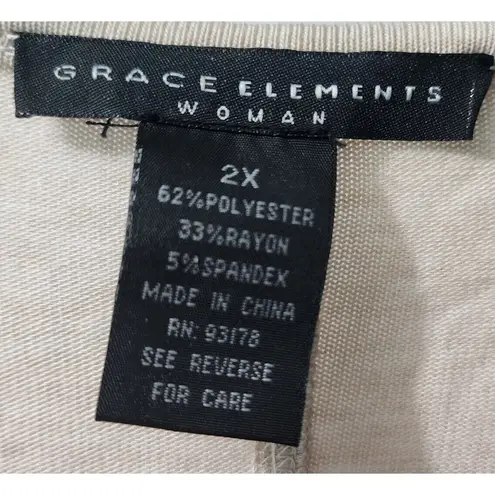 GRACE ELEMENTS
WOMAN
2X
62%POLYESTER
33%RAYON
5%SPANDEX
MADE IN CHINA
RN: 93178
SEE REVERSE
FOR CARE